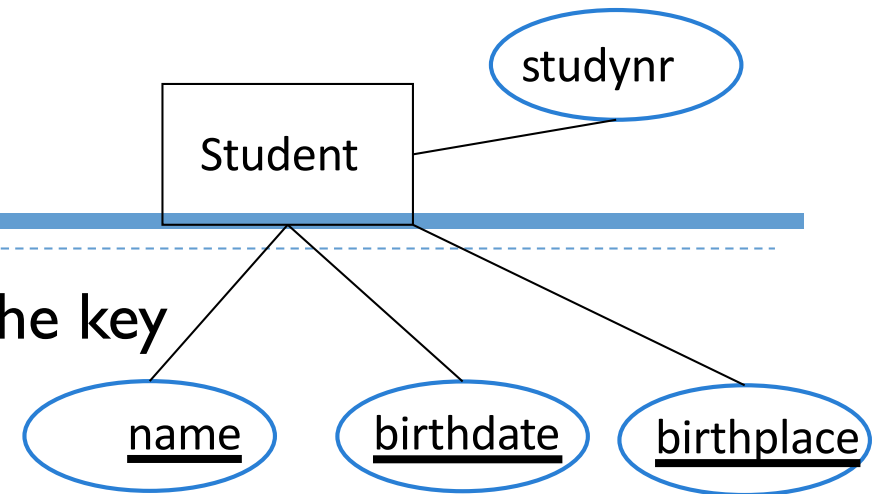 studynr
Student
he key
name
birthdate
birthplace